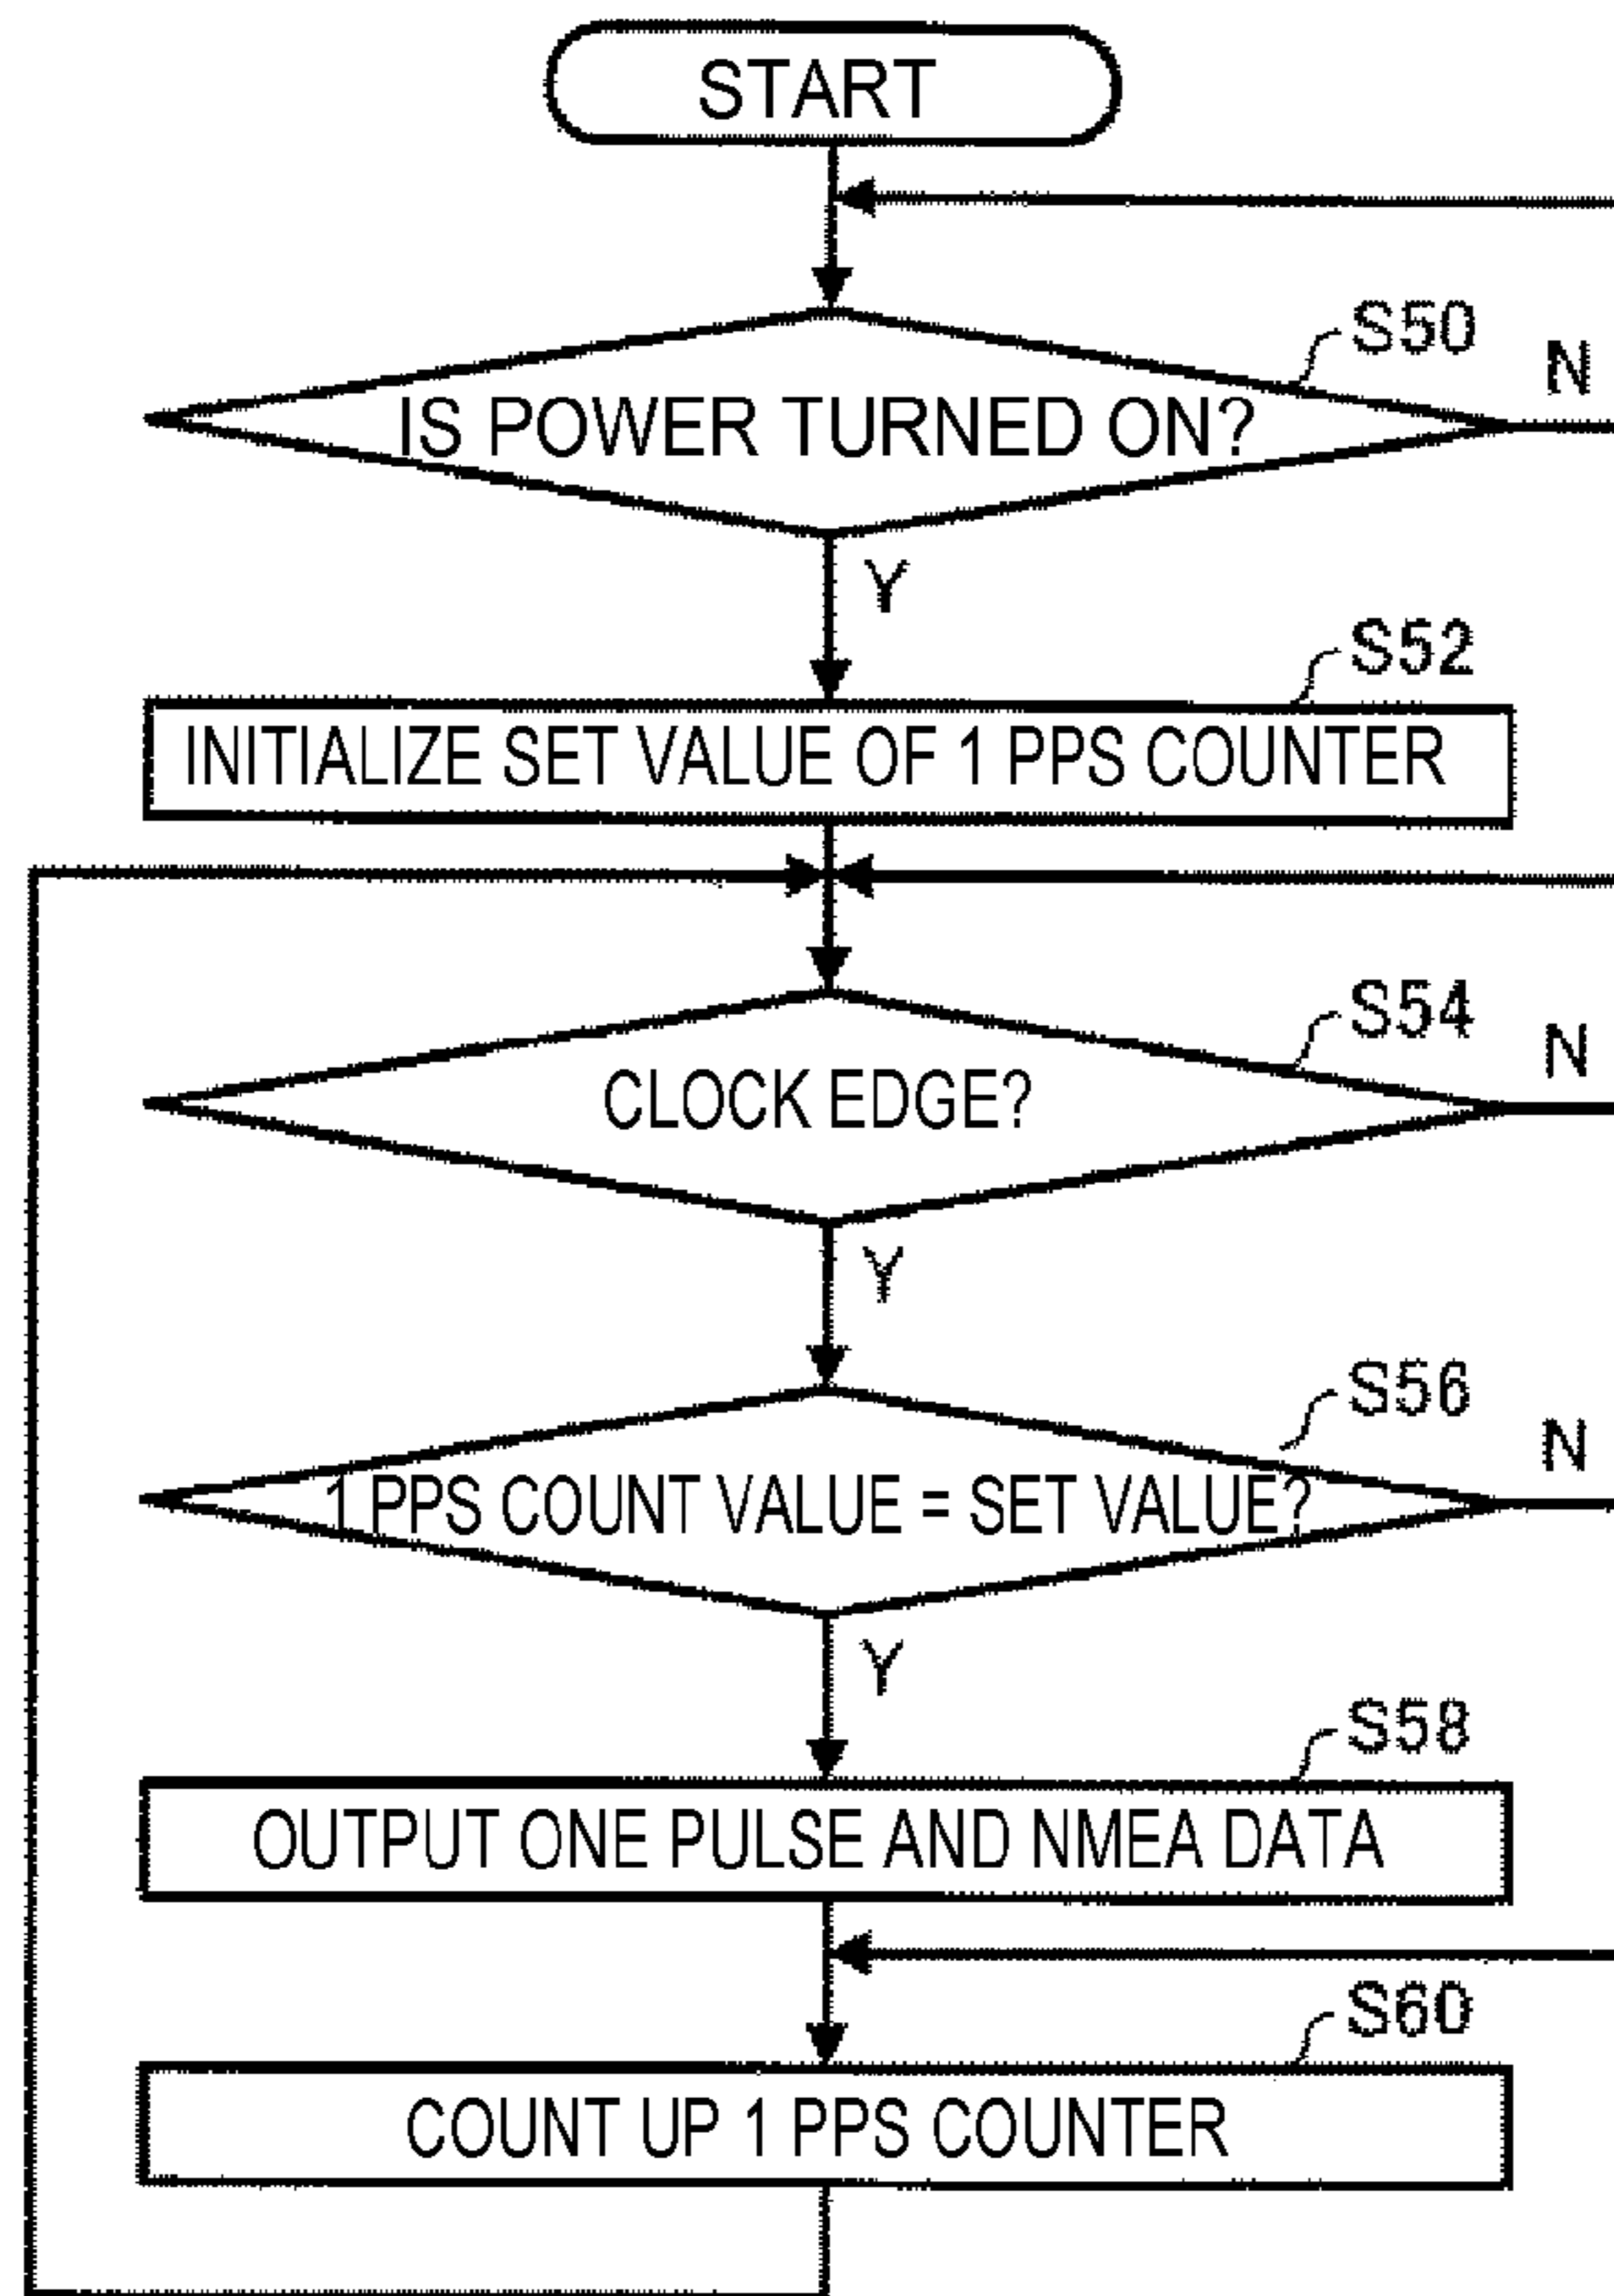 START
S50
N
IS POWER TURNED ON?
Y
S52
INITIALIZE SET VALUE OF 1 PPS COUNTER
S54
N
CLOCK EDGE?
Y
S56
N
1 PPS COUNT VALUE = SET VALUE?
Y
S58
OUTPUT ONE PULSE AND NMEA DATA
S60
COUNT UP 1 PPS COUNTER